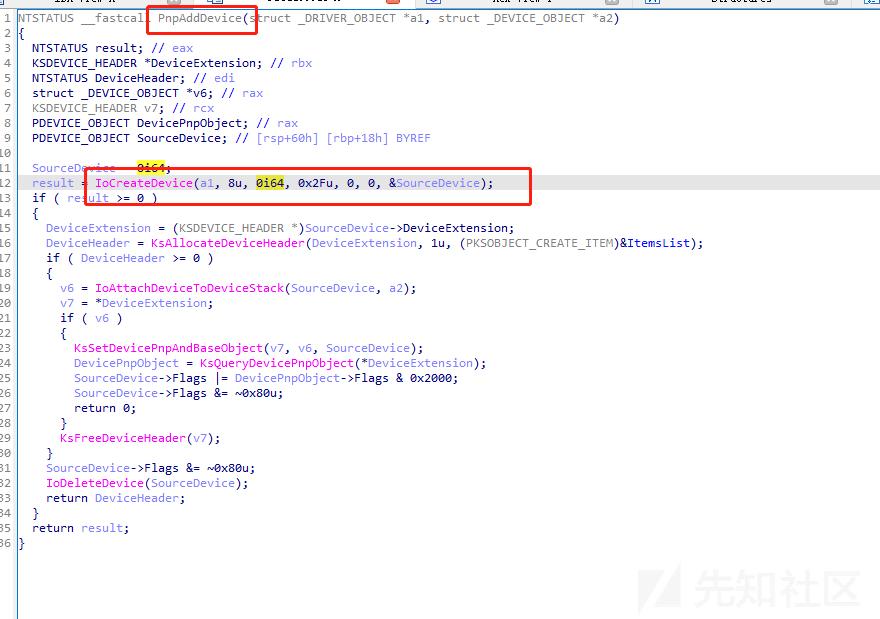 1 NTSTATUS __fastcall PnpAddDevice(struct _DRIVER_OBJECT *a1, struct _DEVICE_OBJECT *a2)
2 {
3 NTSTATUS result; // eax
4 KSDEVICE_HEADER *DeviceExtension; // rbx
5 NTSTATUS DeviceHeader; // edi
6 struct _DEVICE_OBJECT *v6; // rax
7 KSDEVICE_HEADER v7; // rcx
8 PDEVICE_OBJECT DevicePnpObject; // rax
9 PDEVICE_OBJECT SourceDevice; // [rsp+60h] [rbp+18h] BYREF
10
11 SourceDevice = 0i64;
12 result = IoCreateDevice(a1, 8u, 0i64, 0x2Fu, 0, 0, &SourceDevice);
13 if ( result >= 0 )
14 {
15 DeviceExtension = (KSDEVICE_HEADER *)SourceDevice->DeviceExtension;
16 DeviceHeader = KsAllocateDeviceHeader(DeviceExtension, 1u, (PKSOBJECT_CREATE_ITEM)&ItemsList);
17 if ( DeviceHeader >= 0 )
18 {
19 v6 = IoAttachDeviceToDeviceStack(SourceDevice, a2);
20 v7 = *DeviceExtension;
21 if ( v6 )
22 {
23 KsSetDevicePnpAndBaseObject(v7, v6, SourceDevice);
24 DevicePnpObject = KsQueryDevicePnpObject(*DeviceExtension);
25 SourceDevice->Flags |= DevicePnpObject->Flags & 0x2000;
26 SourceDevice->Flags &= ~0x80u;
27 return 0;
28 }
29 KsFreeDeviceHeader(v7);
30 }
31 SourceDevice->Flags &= ~0x80u;
32 IoDeleteDevice(SourceDevice);
33 return DeviceHeader;
34 }
35 return result;
36 }
先知社区